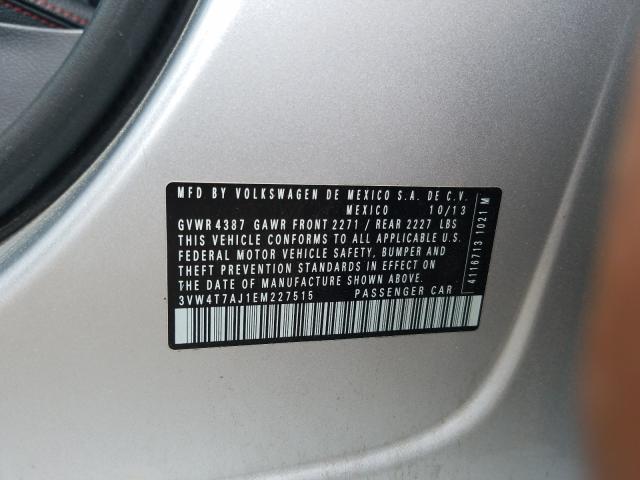 MFD BY VOLKSWAGEN DE MEXICO S.A. DE C.V.
MEXICO 10/13
GVWR 4387 GAWR FRONT 2271 / REAR 2227 LBS
THIS VEHICLE CONFORMS TO ALL APPLICABLE U.S.
FEDERAL MOTOR VEHICLE SAFETY, BUMPER AND
THEFT PREVENTION STANDARDS IN EFFECT ON
THE DATE OF MANUFACTURE SHOWN ABOVE.
3VW4T7AJ1EM227515 PASSENGER CAR
4116713 1021 M